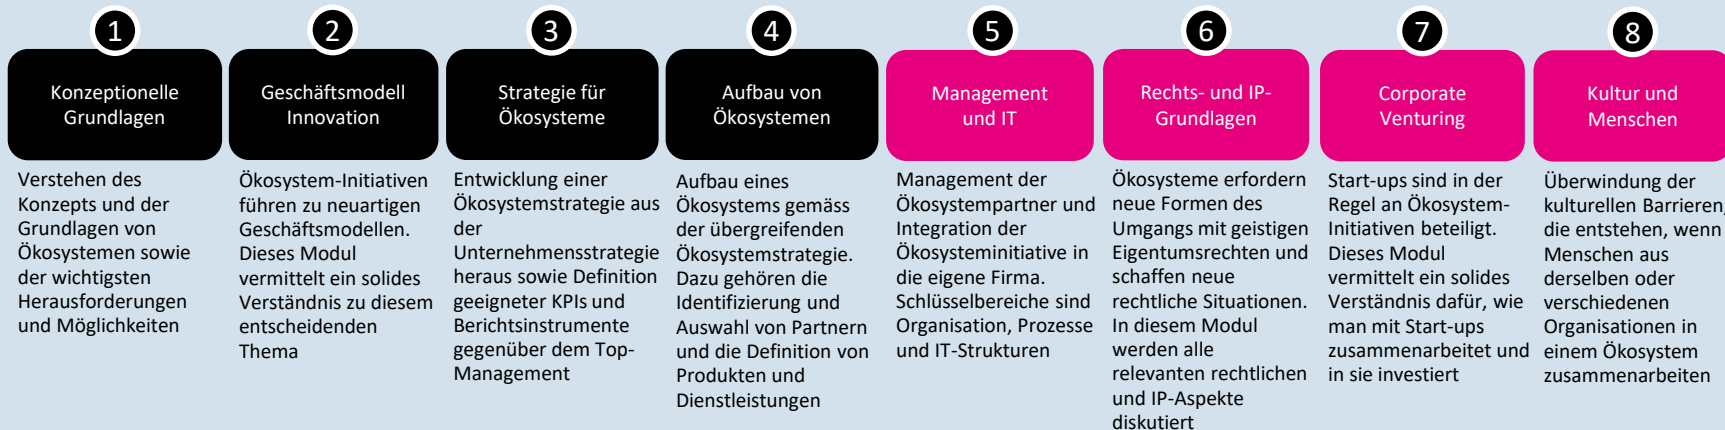 1
Konzeptionelle
Grundlagen
Verstehen des
Konzepts und der
Grundlagen von
Ökosystemen sowie
der wichtigsten
Herausforderungen
und Möglichkeiten
2
Geschäftsmodell
Innovation
Ökosystem-Initiativen
führen zu neuartigen
Geschäftsmodellen.
Dieses Modul
vermittelt ein solides
Verständnis zu diesem
entscheidenden
Thema
3
Strategie für
Ökosysteme
Entwicklung einer
Ökosystemstrategie aus
der
Unternehmensstrategie
heraus sowie Definition
geeigneter KPIs und
Berichtsinstrumente
gegenüber dem Top-
Management
4
Aufbau von
Ökosystemen
Aufbau eines
Ökosystems gemäss
der übergreifenden
Ökosystemstrategie.
Dazu gehören die
Identifizierung und
Auswahl von Partnern
und die Definition von
Produkten und
Dienstleistungen
5
Management
und IT
Management der
Ökosystempartner und
Integration der
Ökosysteminitiative in
die eigene Firma.
Schlüsselbereiche sind
Organisation, Prozesse
und IT-Strukturen
6
Rechts- und IP-
Grundlagen
Ökosysteme erfordern
neue Formen des
Umgangs mit geistigen
Eigentumsrechten und
schaffen neue
rechtliche Situationen.
In diesem Modul
werden alle
relevanten rechtlichen
und IP-Aspekte
diskutiert
7
Corporate
Venturing
Start-ups sind in der
Regel an Ökosystem-
Initiativen beteiligt.
Dieses Modul
vermittelt ein solides
Verständnis dafür, wie
man mit Start-ups
zusammenarbeitet und
in sie investiert
8
Kultur und
Menschen
Überwindung der
kulturellen Barrieren,
die entstehen, wenn
Menschen aus
derselben oder
verschiedenen
Organisationen in
einem Ökosystem
zusammenarbeiten